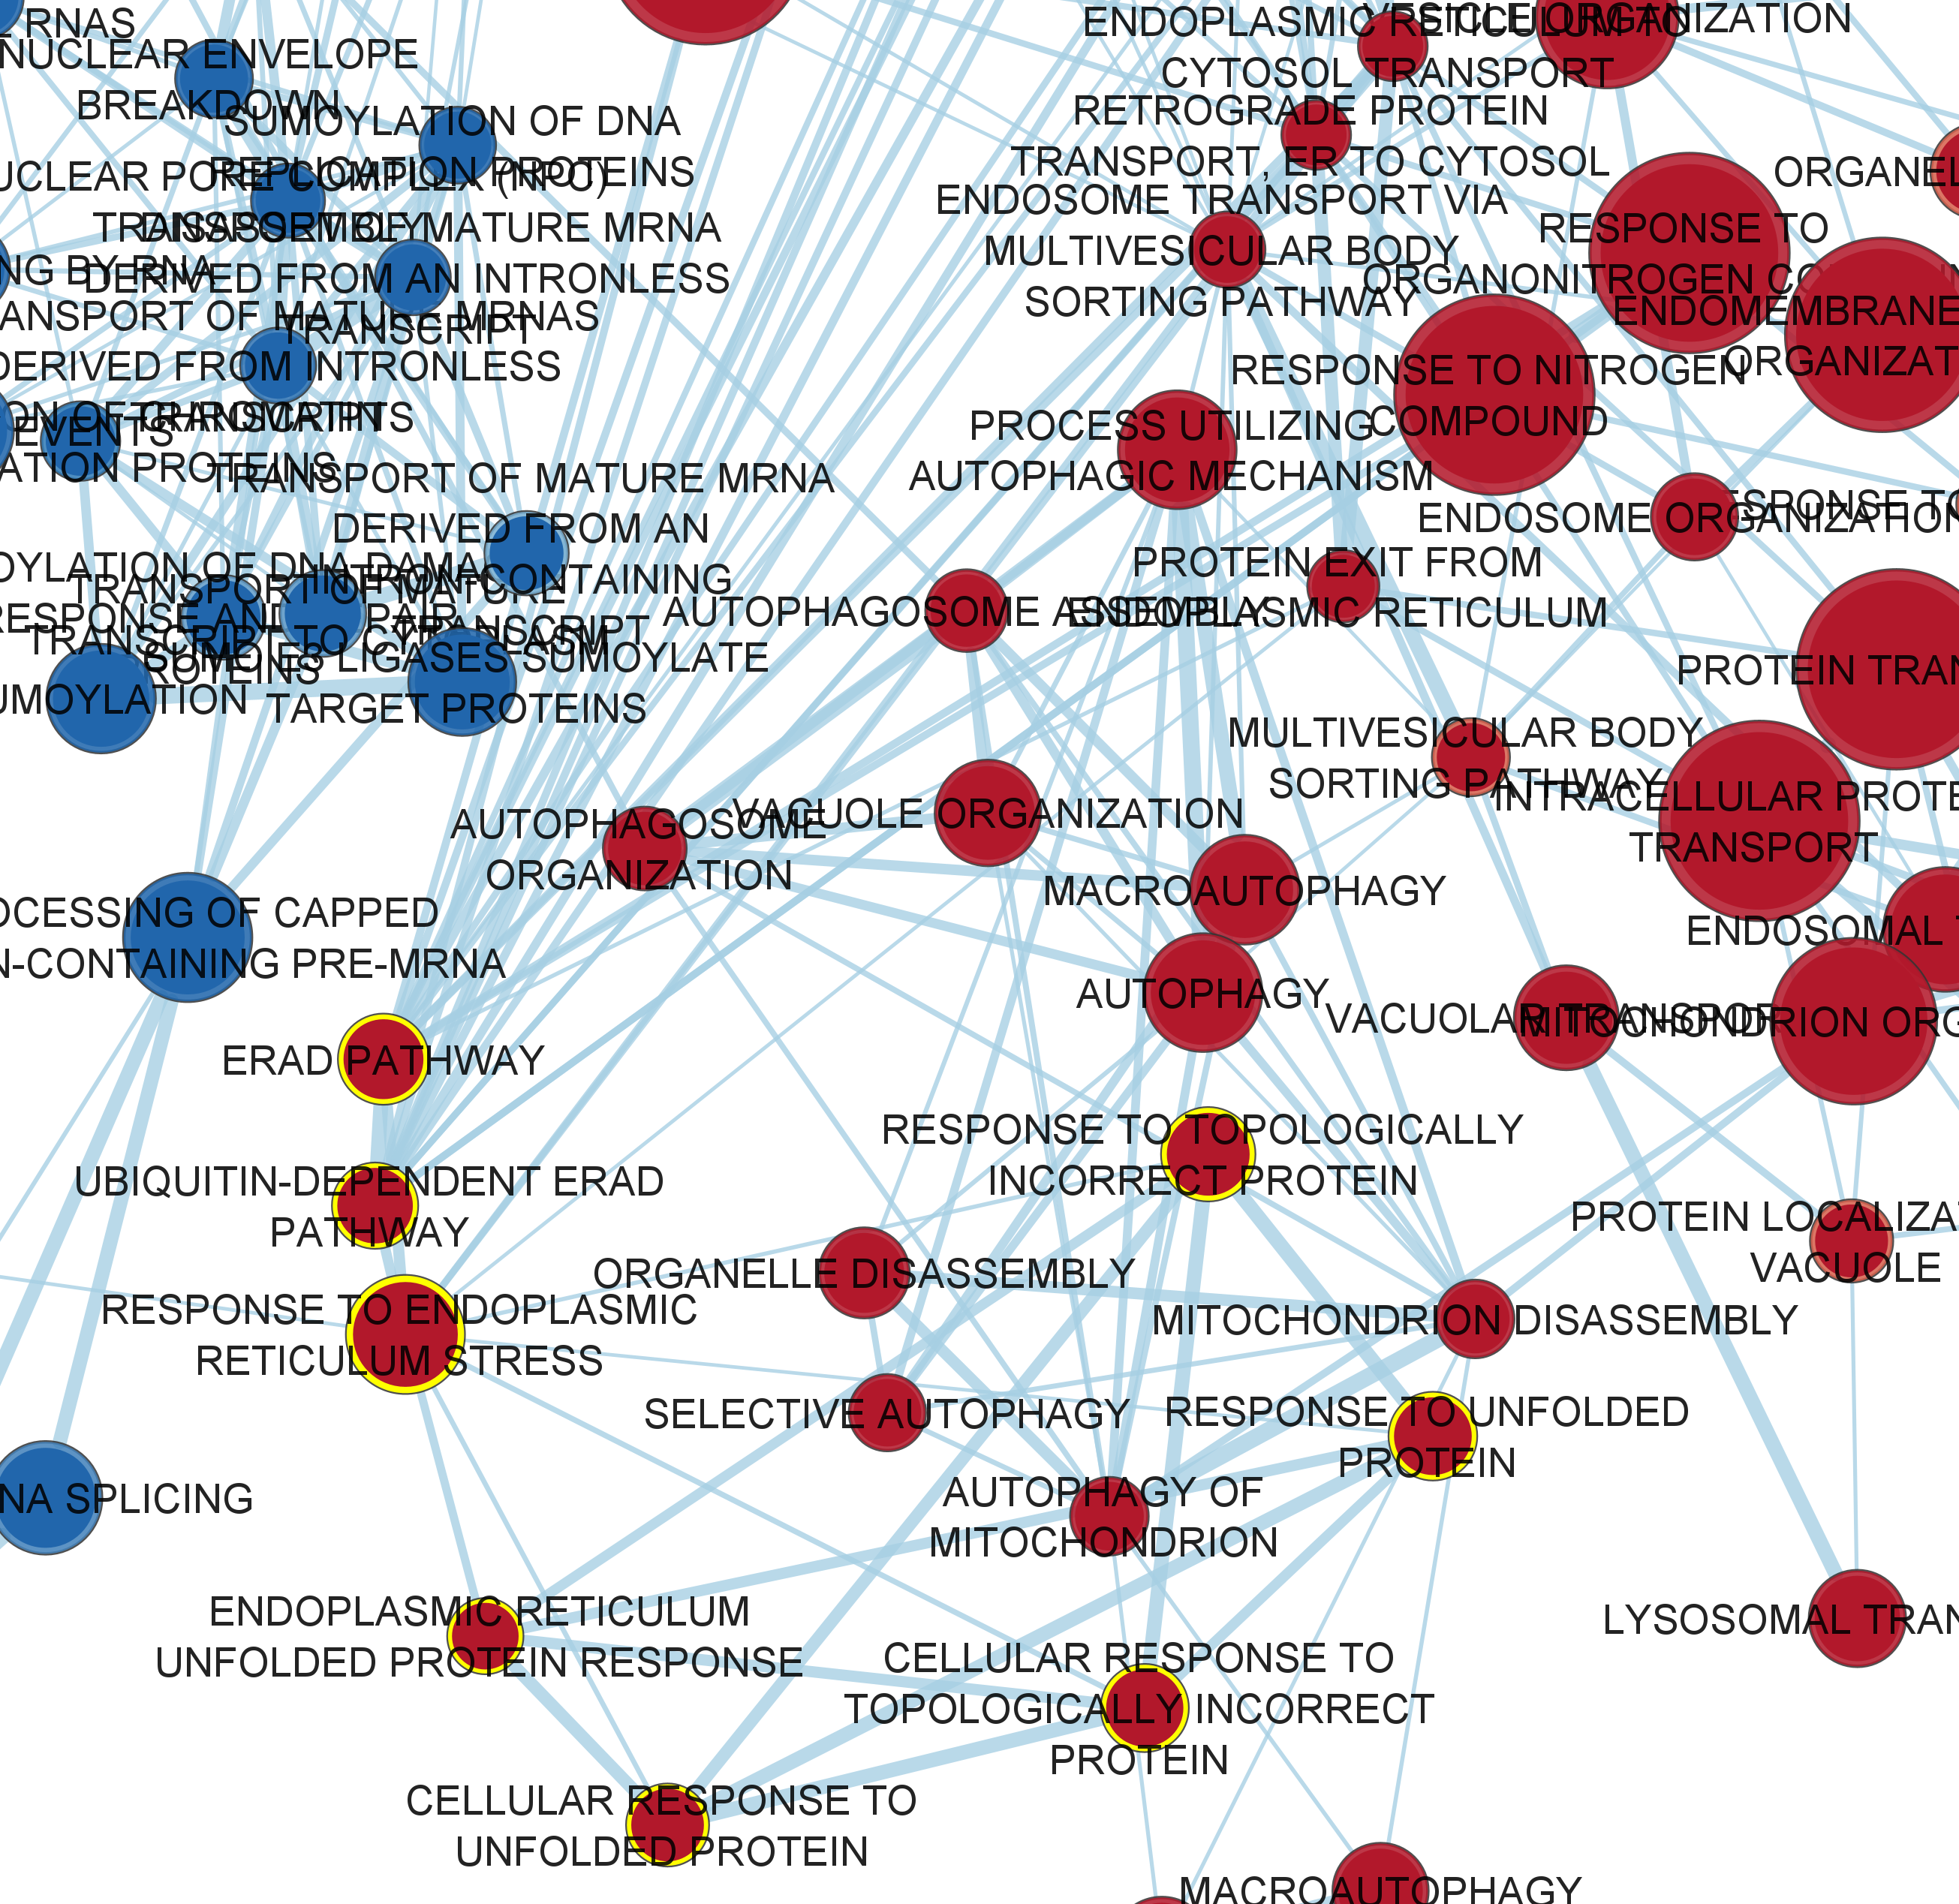 RNAS
NUCLEAR ENVELOPE
BREAKDOWN
SUMOYLATION OF DNA
REPLICATION PROTEINS
UCLEAR PORE COMPLEX (NPC)
DISASSEMBLY
TRANSPORT OF MATURE MRNA
DERIVED FROM AN INTRONLESS
TRANSCRIPT
NG BY RNA
ANSPORT OF MATURE MRNAS
DERIVED FROM INTRONLESS
TRANSCRIPTS
ON OF CHROMATIN
EVENTS
ATION PROTEINS
TRANSPORT OF MATURE MRNA
DERIVED FROM AN
INTRON-CONTAINING
TRANSCRIPT
OYLATION OF DNA DAMAGE
RESPONSE AND REPAIR
PROTEINS
TRANSPORT OF MATURE
TRANSCRIPT TO CYTOPLASM
SUMO E3 LIGASES SUMOYLATE
TARGET PROTEINS
UMOYLATION
ENDOPLASMIC RETICULUM TO
CYTOSOL TRANSPORT
VESICLE ORGANIZATION
RETROGRADE PROTEIN
TRANSPORT, ER TO CYTOSOL
ENDOSOME TRANSPORT VIA
MULTIVESICULAR BODY
SORTING PATHWAY
ORGANEL
RESPONSE TO
ORGANONITROGEN CO
ENDOMEMBRANE
ORGANIZAT
RESPONSE TO NITROGEN
COMPOUND
PROCESS UTILIZING
AUTOPHAGIC MECHANISM
ENDOSOME ORGANIZATION
SPONSE TO
PROTEIN EXIT FROM
ENDOPLASMIC RETICULUM
AUTOPHAGOSOME ASSEMBLY
PROTEIN TRAN
MULTIVESICULAR BODY
SORTING PATHWAY
INTRACELLULAR PROTE
TRANSPORT
AUTOPHAGOSOME
ORGANIZATION
VACUOLE ORGANIZATION
MACROAUTOPHAGY
OCESSING OF CAPPED
N-CONTAINING PRE-MRNA
ENDOSOMAL T
AUTOPHAGY
VACUOLAR TRANSPORT
MITOCHONDRION ORG
ERAD PATHWAY
RESPONSE TO TOPOLOGICALLY
INCORRECT PROTEIN
UBIQUITIN-DEPENDENT ERAD
PATHWAY
PROTEIN LOCALIZA
VACUOLE
ORGANELLE DISASSEMBLY
RESPONSE TO ENDOPLASMIC
RETICULUM STRESS
MITOCHONDRION DISASSEMBLY
SELECTIVE AUTOPHAGY
RESPONSE TO UNFOLDED
PROTEIN
NA SPLICING
AUTOPHAGY OF
MITOCHONDRION
ENDOPLASMIC RETICULUM
UNFOLDED PROTEIN RESPONSE
LYSOSOMAL TRAN
CELLULAR RESPONSE TO
TOPOLOGICALLY INCORRECT
PROTEIN
CELLULAR RESPONSE TO
UNFOLDED PROTEIN
MACROAUTOPHAGY